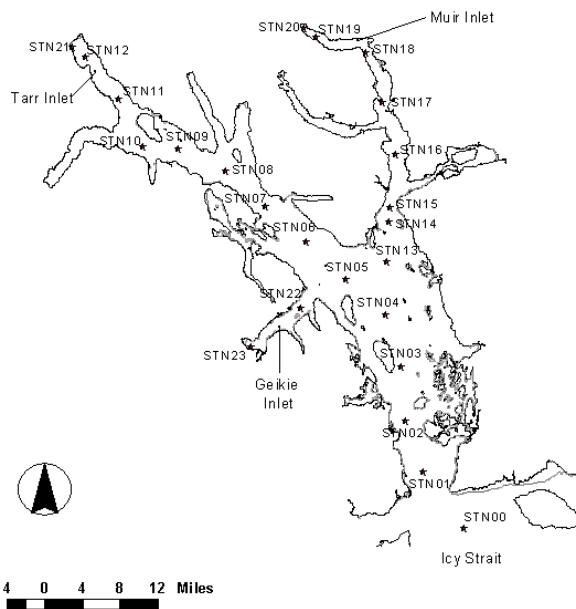 Muir Inlet
STN20
STN19
STN21
STN12
STN18
Tarr Inlet
STN11
STN17
STN10
STN09
STN16
STN08
STN07
STN15
STN14
STN06
STN13
STN05
STN22
STN04
STN23
STN03
Geikie
Inlet
STN02
STN01
STN00
Icy Strait
4 0 4 8 12 Miles